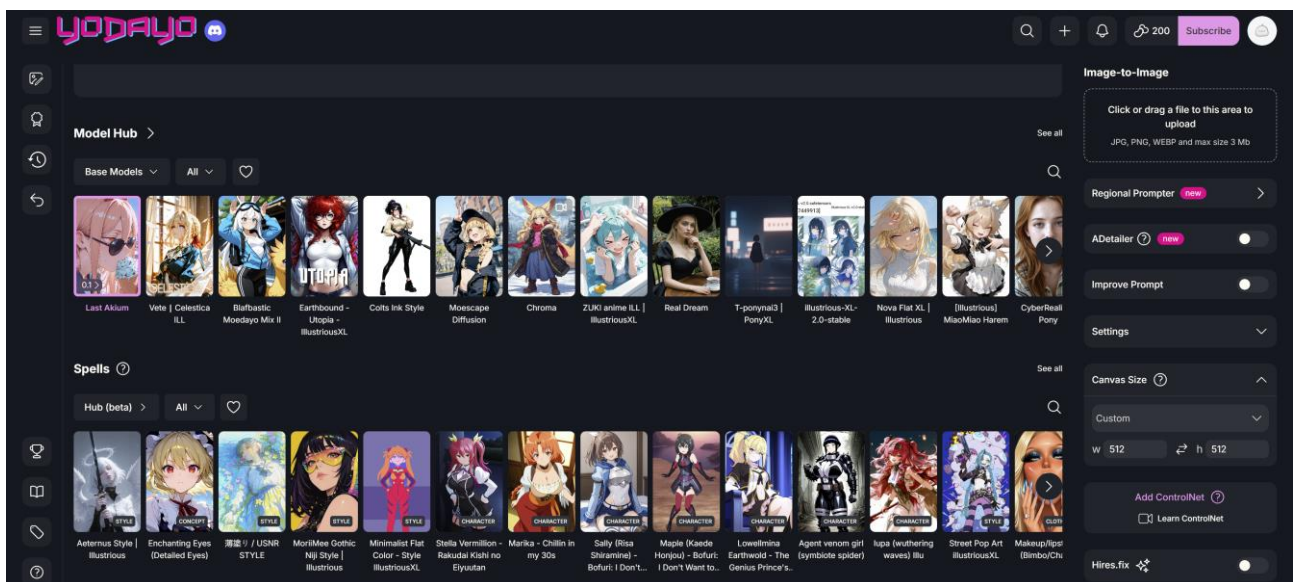 YODAYO
200
Subscribe
Image-to-Image
Click or drag a file to this area to
upload
JPG, PNG, WEBP and max size 3 Mb
Model Hub
See all
Base Models
All
0.1
UTOPIA
Last Akium
Vete | Celestica
ILL
Blafbastic
Moedayo Mix II
Earthbound -
Utopia -
IllustriousXL
Colts Ink Style
Moescape
Diffusion
Chroma
ZUKI anime ILL |
IllustriousXL
Real Dream
T-ponynai3 |
PonyXL
illustrious-XL-
2.0-stable
Nova Flat XL |
Illustrious
[Illustrious]
MiaoMiao Harem
CyberReali
Pony
Regional Prompter new
ADetailer new
Improve Prompt
Settings
Canvas Size
Custom
w 512
h 512
Add ControlNet
Learn ControlNet
Hires.fix
Spells
See all
Hub (beta)
All
STYLE
CONCEPT
STYLE
STYLE
STYLE
CHARACTER
CHARACTER
CHARACTER
CHARACTER
CHARACTER
CHARACTER
CHARACTER
STYLE
CLOTH
Aeternus Style |
Illustrious
Enchanting Eyes
(Detailed Eyes)
薄塗り / USNR
STYLE
MoriiMee Gothic
Niji Style |
Illustrious
Minimalist Flat
Color - Style
IllustriousXL
Stella Vermillion -
Rakudai Kishi no
Eiyuutan
Marika - Chillin in
my 30s
Sally (Risa
Shiramine) -
Bofuri: I Don't...
Maple (Kaede
Honjou) - Bofuri:
I Don't Want to..
Lowellmina
Earthwold - The
Genius Prince's..
Agent venom girl
(symbiote spider)
lupa (wuthering
waves) Illu
Street Pop Art
illustriousXL
Makeup/lipst
(Bimbo/Chu